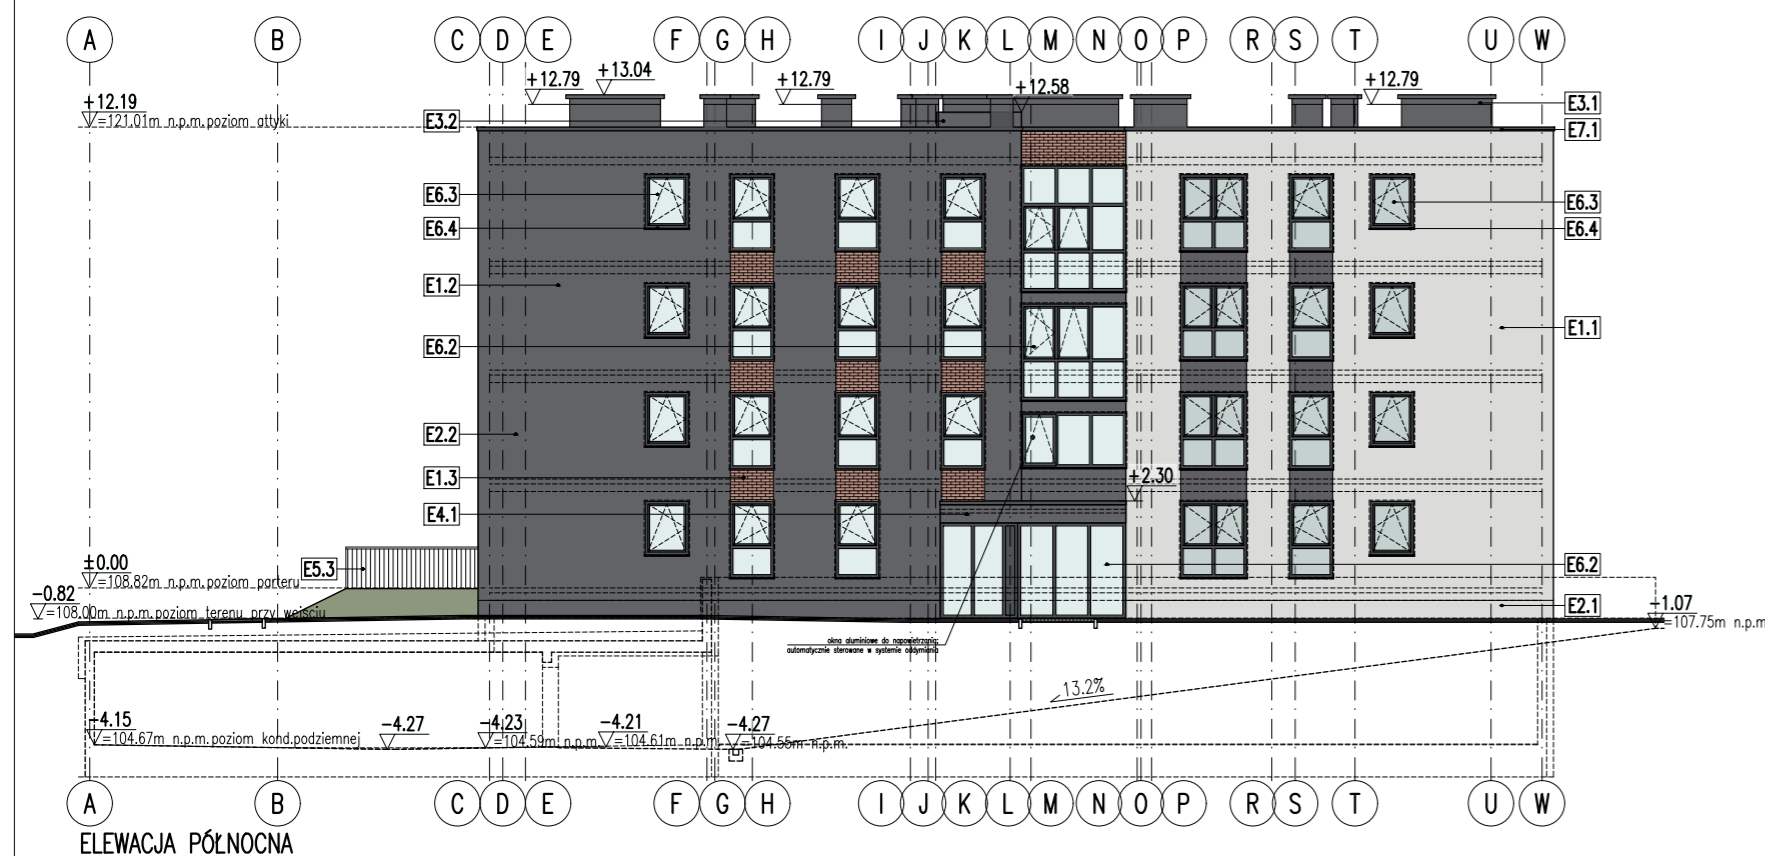 A B C D E F G H I J K L M N O P R S T U W
+12.79
+13.04
+12.79
+12.58
+12.79
+12.19
=121.01m n.p.m.poziom attyki
E3.2
E3.1
E7.1
E6.3
E6.4
E6.3
E6.4
E1.2
E1.1
E6.2
E2.2
E1.3
+2.30
E4.1
E5.3
E6.2
E2.1
±0.00
=108.82m n.p.m.poziom parteru
-0.82
=108.00m n.p.m.poziom terenu przy wejściu
-1.07
=107.75m n.p.m
okna aluminiowe do napowietrzania;
automatycznie sterowane w systemie oddymiania
13.2%
-4.15
=104.67m n.p.m.poziom kond.podziemnej
-4.27
-4.23
=104.59m n.p.m.
-4.21
=104.61m n.p.m.
-4.27
=104.55m n.p.m.
A B C D E F G H I J K L M N O P R S T U W
ELEWACJA PÓŁNOCNA